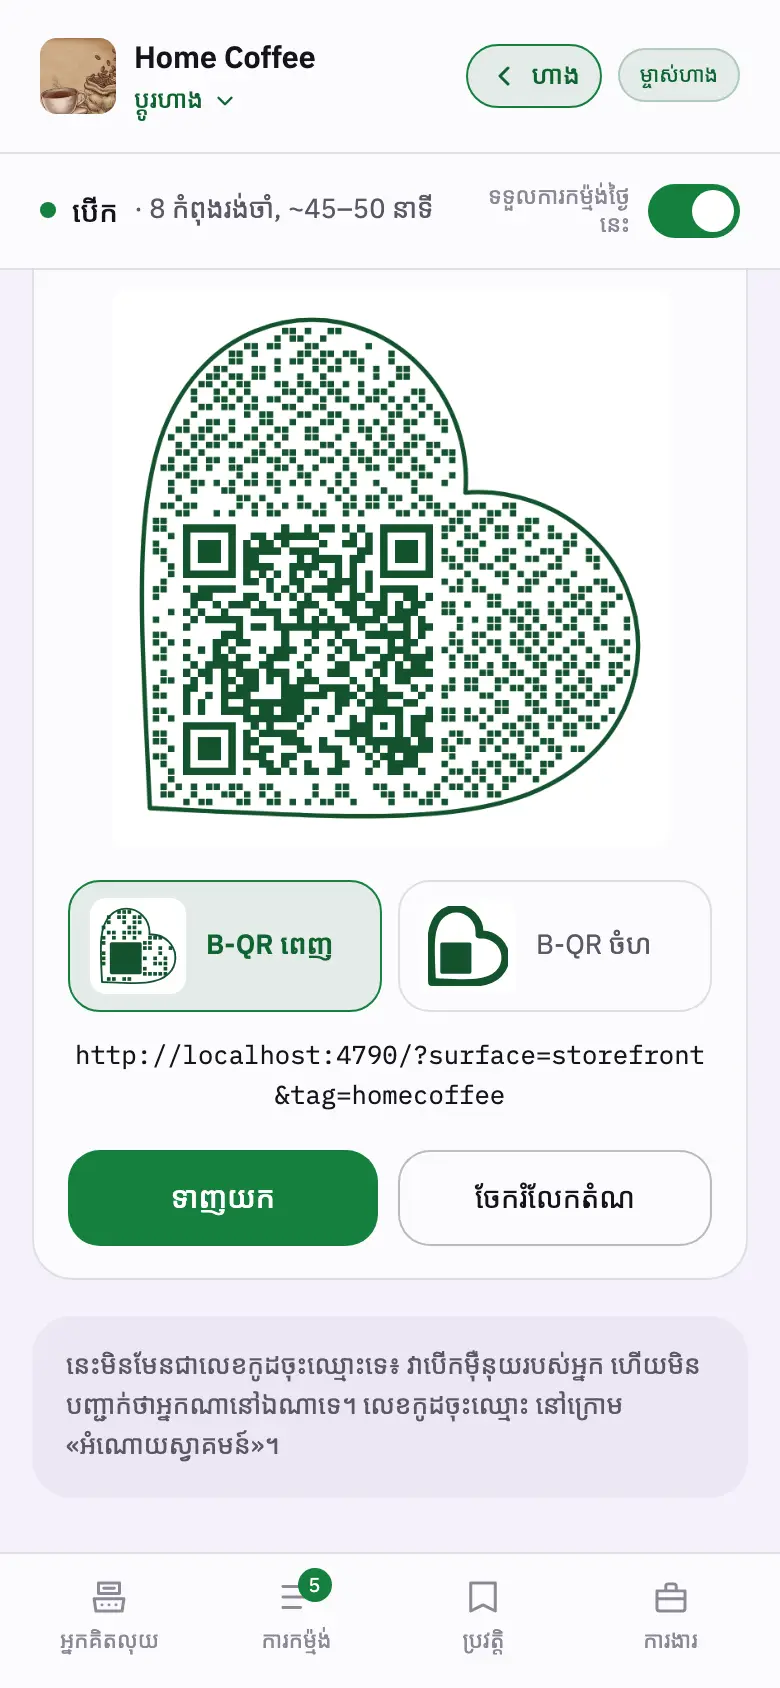 Home Coffee
ប្ដូរហាង
ហាង
ម្ចាស់ហាង
បើក · 8 កំពុងរង់ចាំ, ~45–50 នាទី
ទទួលការកម្ម៉ង់ថ្ងៃ
នេះ
B-QR ពេញ
B-QR ចំហ
http://localhost:4790/?surface=storefront
&tag=homecoffee
ទាញយក
ចែករំលែកតំណ
នេះមិនមែនជាលេខកូដចុះឈ្មោះទេ៖ វាបើកម៉ឺនុយរបស់អ្នក ហើយមិន
បញ្ជាក់ថាអ្នកណានៅឯណាទេ។ លេខកូដចុះឈ្មោះ នៅក្រោម
«អំណោយស្វាគមន៍»។
5
អ្នកគិតលុយ
ការកម្ម៉ង់
ប្រវត្តិ
ការងារ